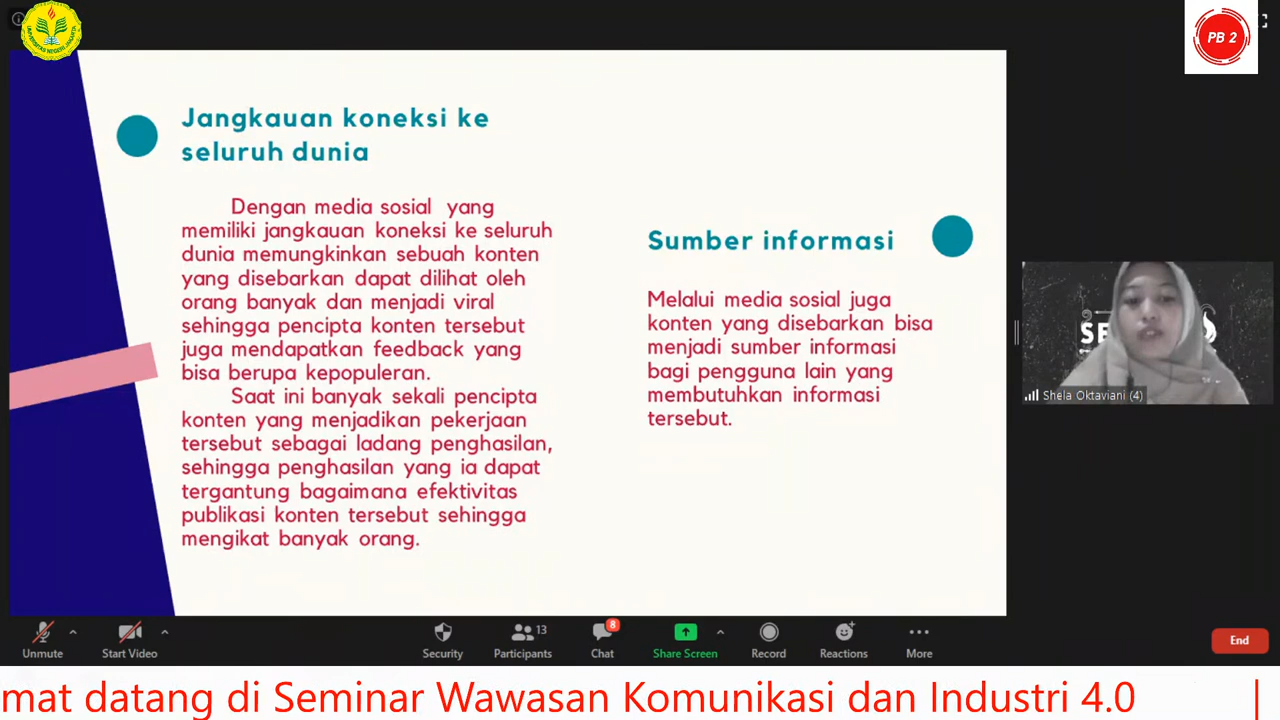 UNIVERSITAS NEGERI JAKARTA
PB 2
Jangkauan koneksi ke
seluruh dunia
Dengan media sosial yang
memiliki jangkauan koneksi ke seluruh
dunia memungkinkan sebuah konten
yang disebarkan dapat dilihat oleh
orang banyak dan menjadi viral
sehingga pencipta konten tersebut
juga mendapatkan feedback yang
bisa berupa kepopuleran.
Saat ini banyak sekali pencipta
konten yang menjadikan pekerjaan
tersebut sebagai ladang penghasilan,
sehingga penghasilan yang ia dapat
tergantung bagaimana efektivitas
publikasi konten tersebut sehingga
mengikat banyak orang.
Sumber informasi
Melalui media sosial juga
konten yang disebarkan bisa
menjadi sumber informasi
bagi pengguna lain yang
membutuhkan informasi
tersebut.
Shela Oktaviani (4)
Unmute
Start Video
Security
13
Participants
8
Chat
Share Screen
Record
Reactions
More
End
mat datang di Seminar Wawasan Komunikasi dan Industri 4.0